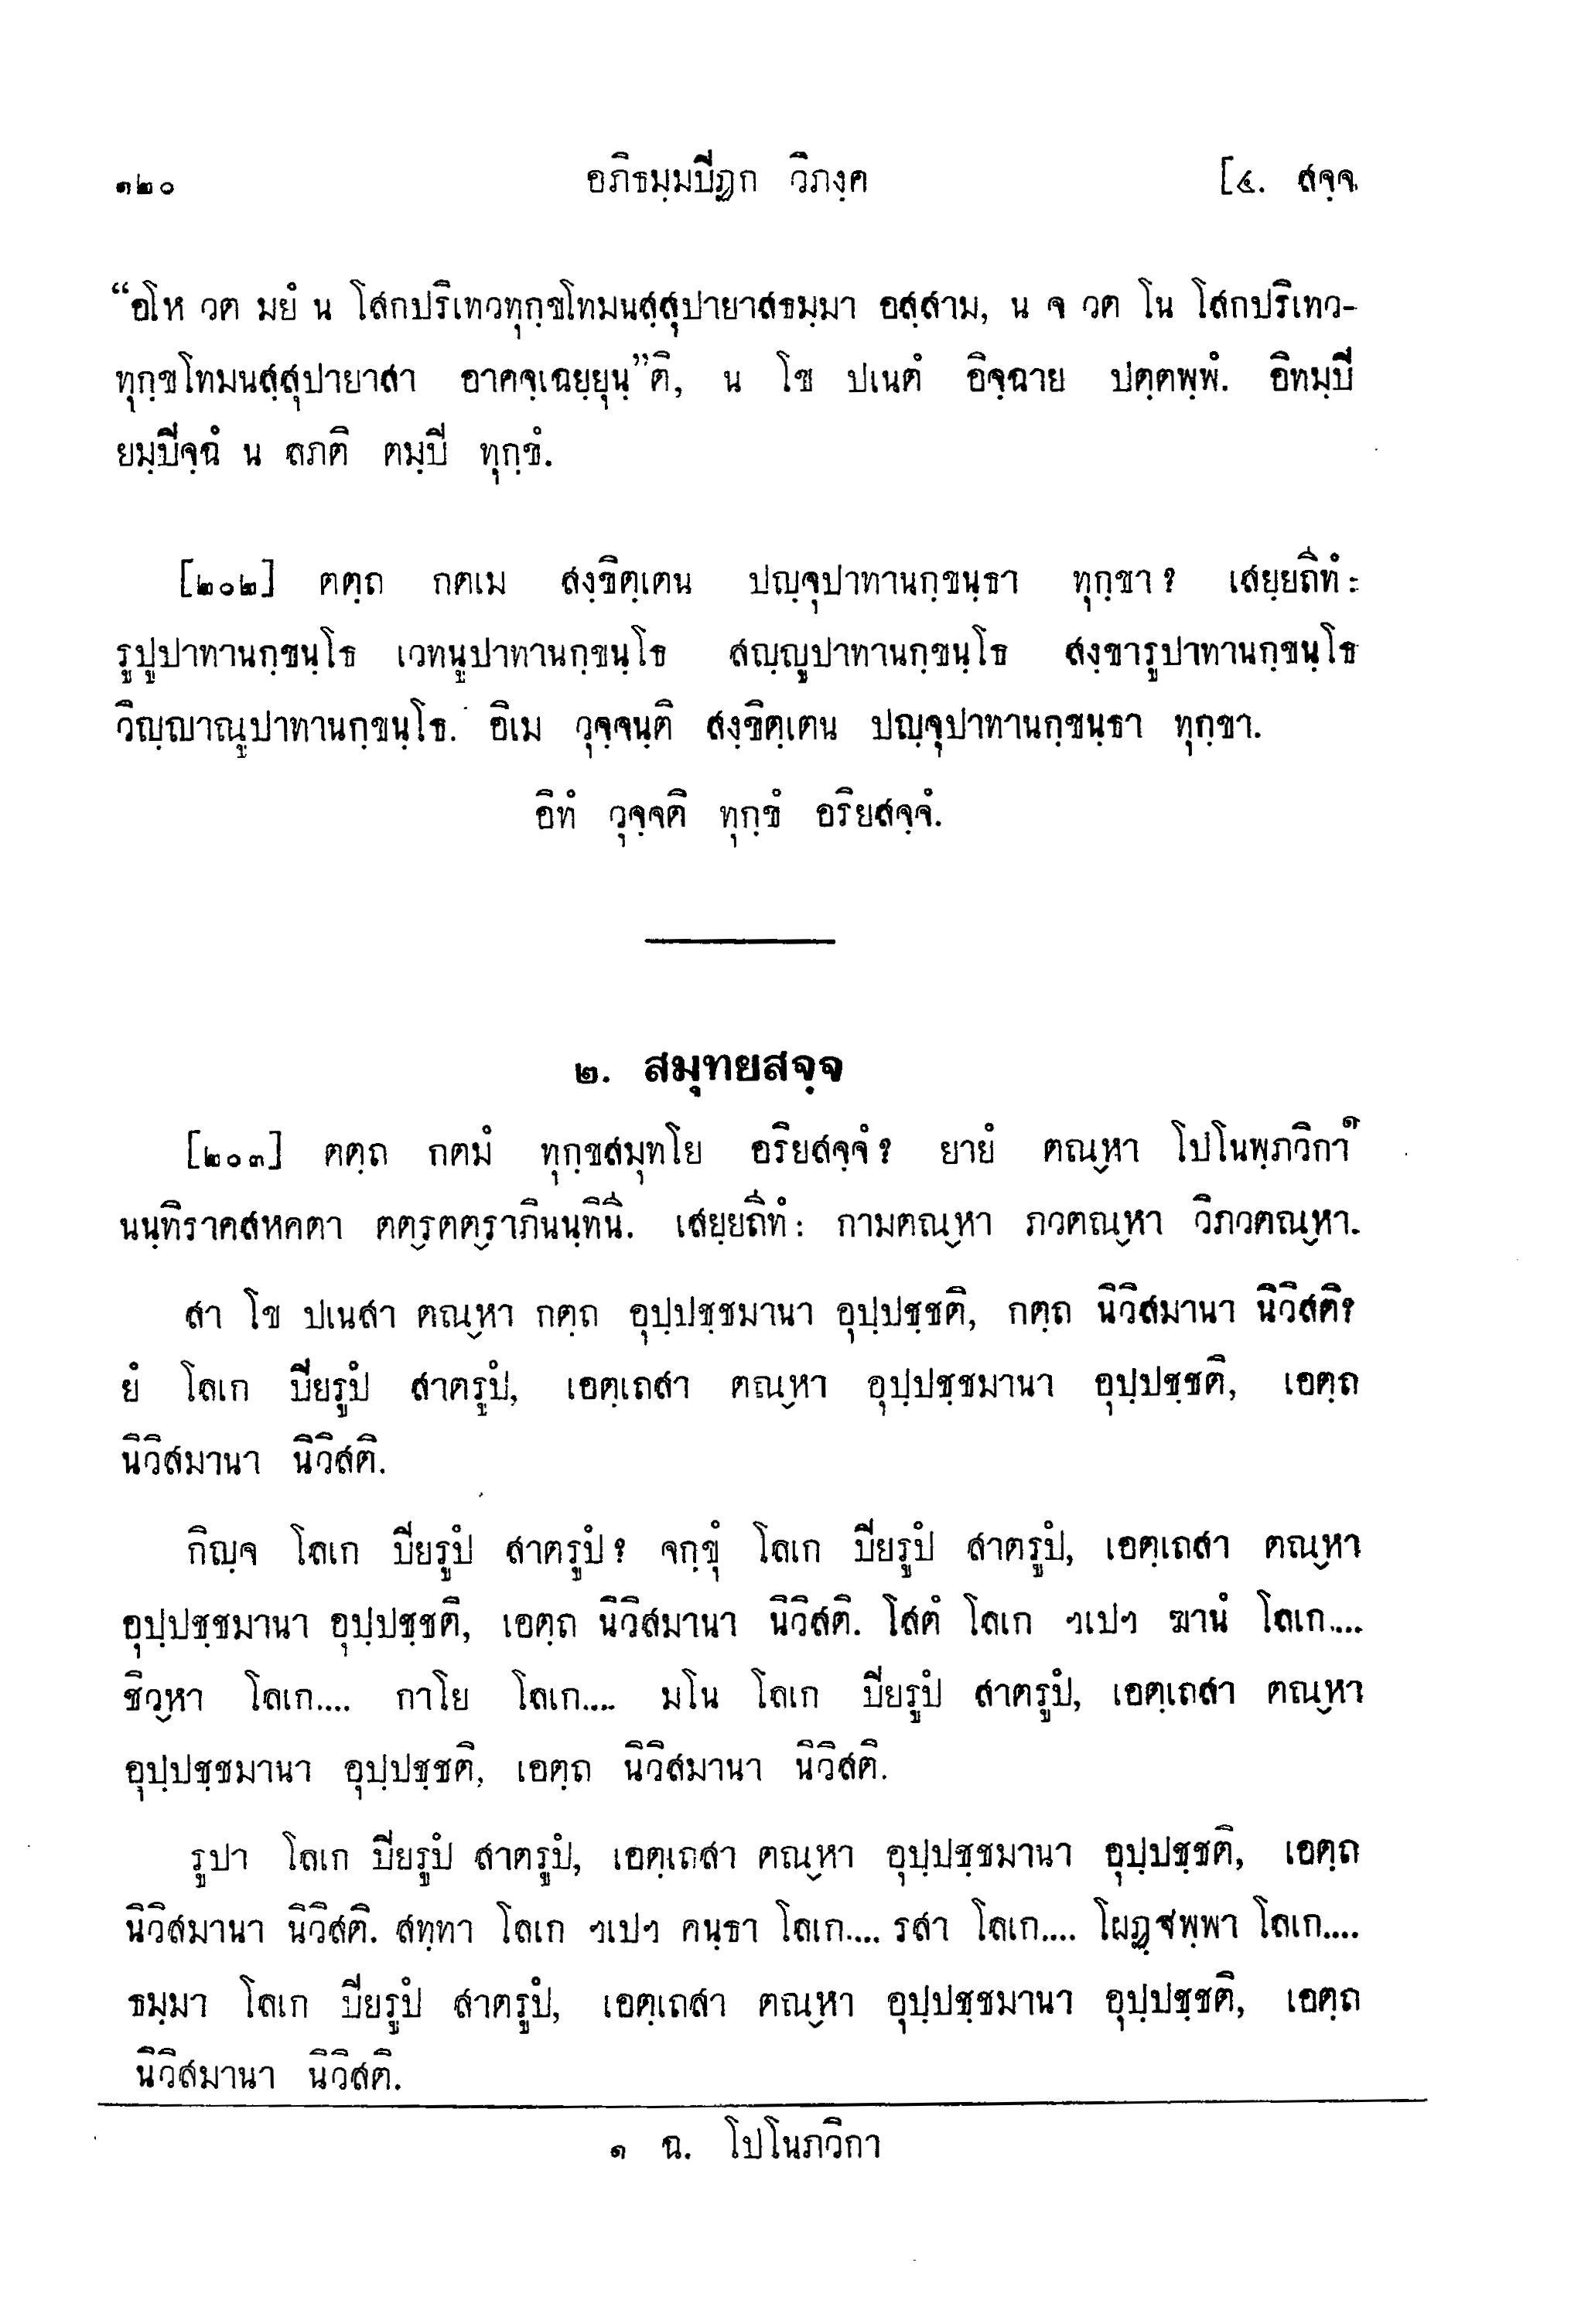 ๑๒๐ อภิธมฺมปีฏก วิภงฺค [๔. สจฺจ
“อโห วต มยํ น โสกปริเทวทุกฺขโทมนสฺสุปายาสธมฺมา อสฺสาม, น จ วต โน โสกปริเทว-
ทุกฺขโทมนสฺสุปายาสา อาคจฺเฉยฺยุนฺ”ติ, น โข ปเนตํ อิจฺฉาย ปตฺตพฺพํ. อิทมฺปี
ยมฺปีจฺฉํ น ลภติ ตมฺปี ทุกฺขํ.
[๒๐๒] ตตฺถ กตเม สงฺขิตฺเตน ปญฺจุปาทานกฺขนฺธา ทุกฺขา? เสยฺยถิทํ:
รูปูปาทานกฺขนฺโธ เวทนูปาทานกฺขนฺโธ สญฺญูปาทานกฺขนฺโธ สงฺขารูปาทานกฺขนฺโธ
วิญฺญาณูปาทานกฺขนฺโธ. อิเม วุจฺจนฺติ สงฺขิตฺเตน ปญฺจุปาทานกฺขนฺธา ทุกฺขา.
อิทํ วุจฺจติ ทุกฺขํ อริยสจฺจํ.
๒. สมุทยสจฺจ
[๒๐๓] ตตฺถ กตมํ ทุกฺขสมุทโย อริยสจฺจํ? ยายํ ตณฺหา โปโนพฺภวิกา๑
นนฺทิราคสหคตา ตตฺรตตฺราภินนฺทินี. เสยฺยถิทํ: กามตณฺหา ภวตณฺหา วิภวตณฺหา.
สา โข ปเนสา ตณฺหา กตฺถ อุปฺปชฺชมานา อุปฺปชฺชติ, กตฺถ นิวิสมานา นิวิสติ?
ยํ โลเก ปิยรูปํ สาตรูปํ, เอตฺเถสา ตณฺหา อุปฺปชฺชมานา อุปฺปชฺชติ, เอตฺถ
นิวิสมานา นิวิสติ.
กิญฺจ โลเก ปิยรูปํ สาตรูปํ? จกฺขุํ โลเก ปิยรูปํ สาตรูปํ, เอตฺเถสา ตณฺหา
อุปฺปชฺชมานา อุปฺปชฺชติ, เอตฺถ นิวิสมานา นิวิสติ. โสตํ โลเก ฯเปฯ ฆานํ โลเก....
ชิวฺหา โลเก.... กาโย โลเก.... มโน โลเก ปิยรูปํ สาตรูปํ, เอตฺเถสา ตณฺหา
อุปฺปชฺชมานา อุปฺปชฺชติ, เอตฺถ นิวิสมานา นิวิสติ.
รูปา โลเก ปิยรูปํ สาตรูปํ, เอตฺเถสา ตณฺหา อุปฺปชฺชมานา อุปฺปชฺชติ, เอตฺถ
นิวิสมานา นิวิสติ. สทฺทา โลเก ฯเปฯ คนฺธา โลเก.... รสา โลเก.... โผฏฺฐพฺพา โลเก....
ธมฺมา โลเก ปิยรูปํ สาตรูปํ, เอตฺเถสา ตณฺหา อุปฺปชฺชมานา อุปฺปชฺชติ, เอตฺถ
นิวิสมานา นิวิสติ.
๑ ฉ. โปโนภวิกา